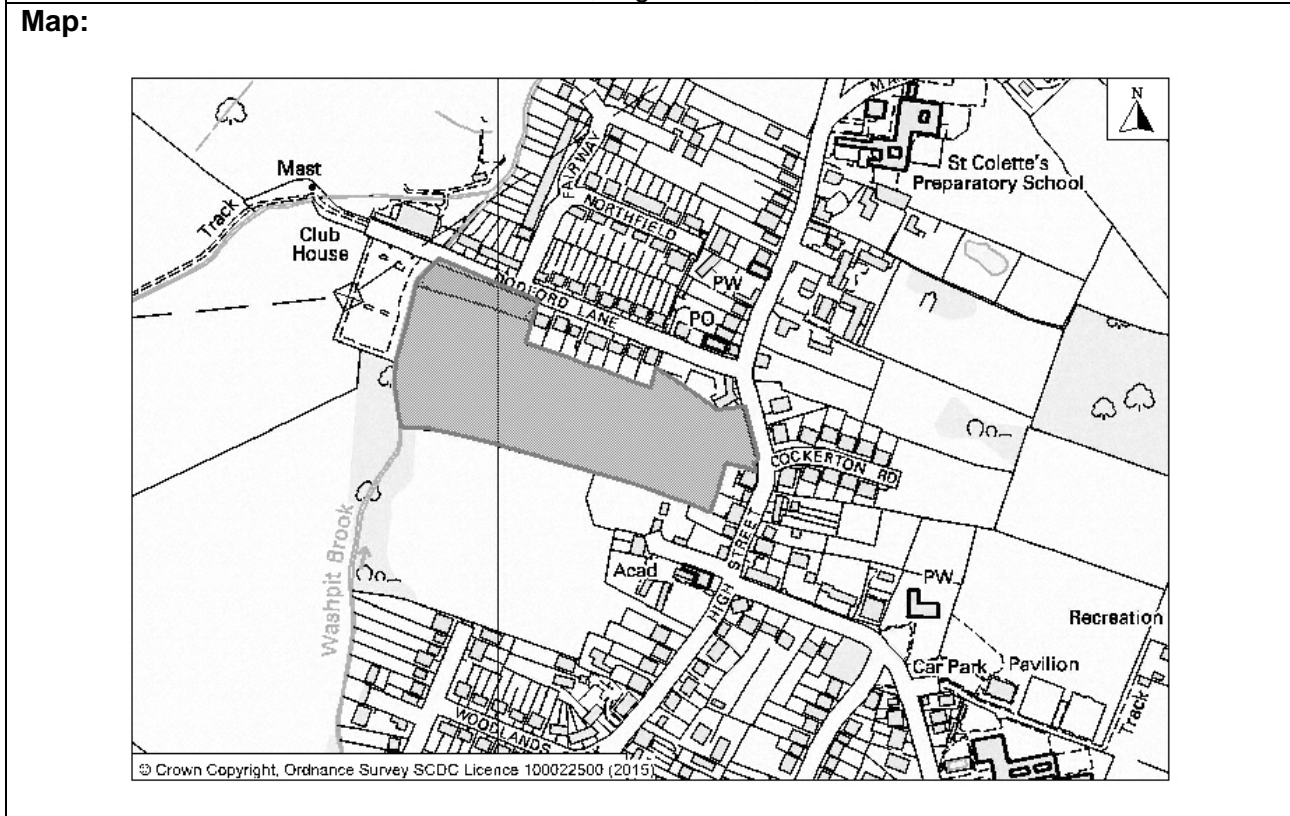 Map:
MA
N
St Colette's
Preparatory School
Mast
Track
Club
House
FAIRWAY
NORTHFIELD
PW
PO
DODFORD LANE
COCKERTON RD
Washpit Brook
HIGH STREET
Acad
PW
Recreation
Car Park
Pavilion
Track
WOODLANDS
© Crown Copyright, Ordnance Survey SCDC Licence 100022500 (2015)